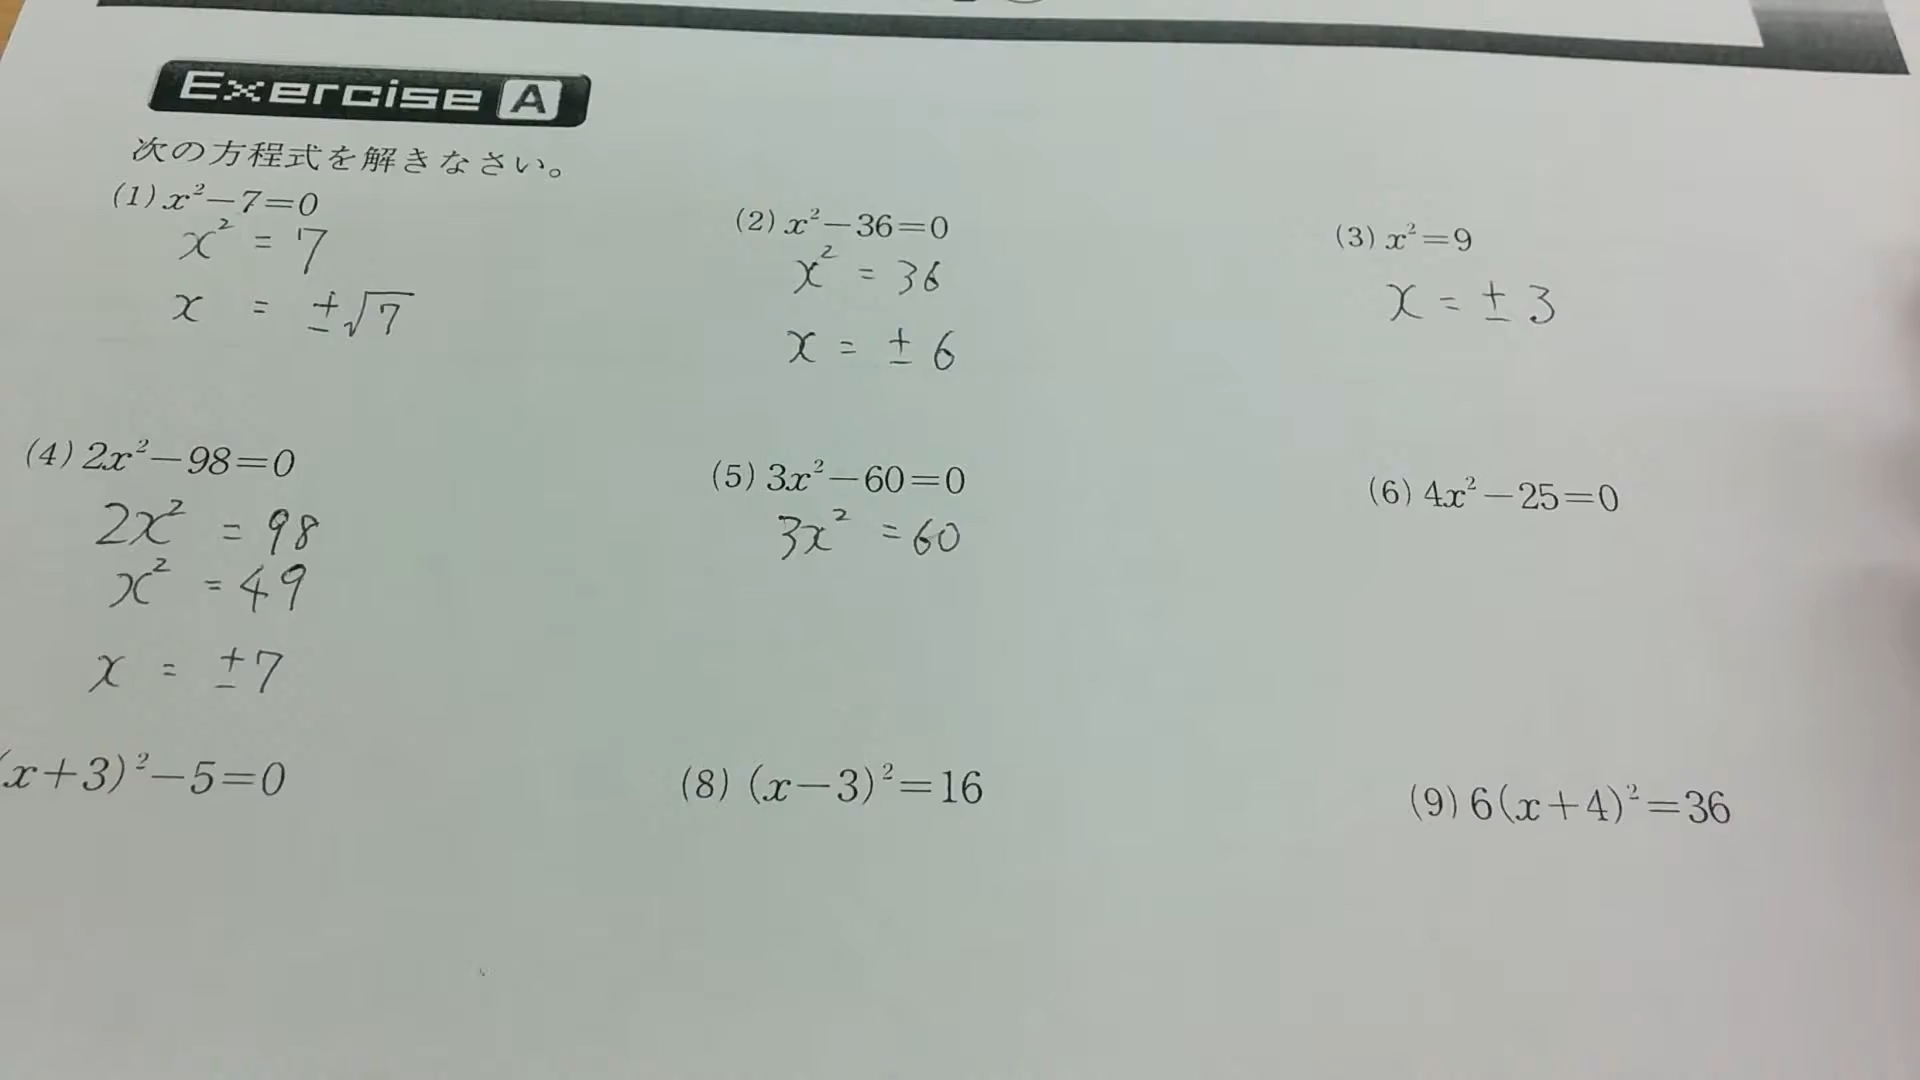 Exercise A
次の方程式を解きなさい。
(1) x²−7=0
x² = 7
x = ±√7
(2) x²−36=0
x² = 36
x = ±6
(3) x²=9
x = ±3
(4) 2x²−98=0
2x² = 98
x² = 49
x = ±7
(5) 3x²−60=0
3x² = 60
(6) 4x²−25=0
(x+3)²−5=0
(8) (x−3)²=16
(9) 6(x+4)²=36